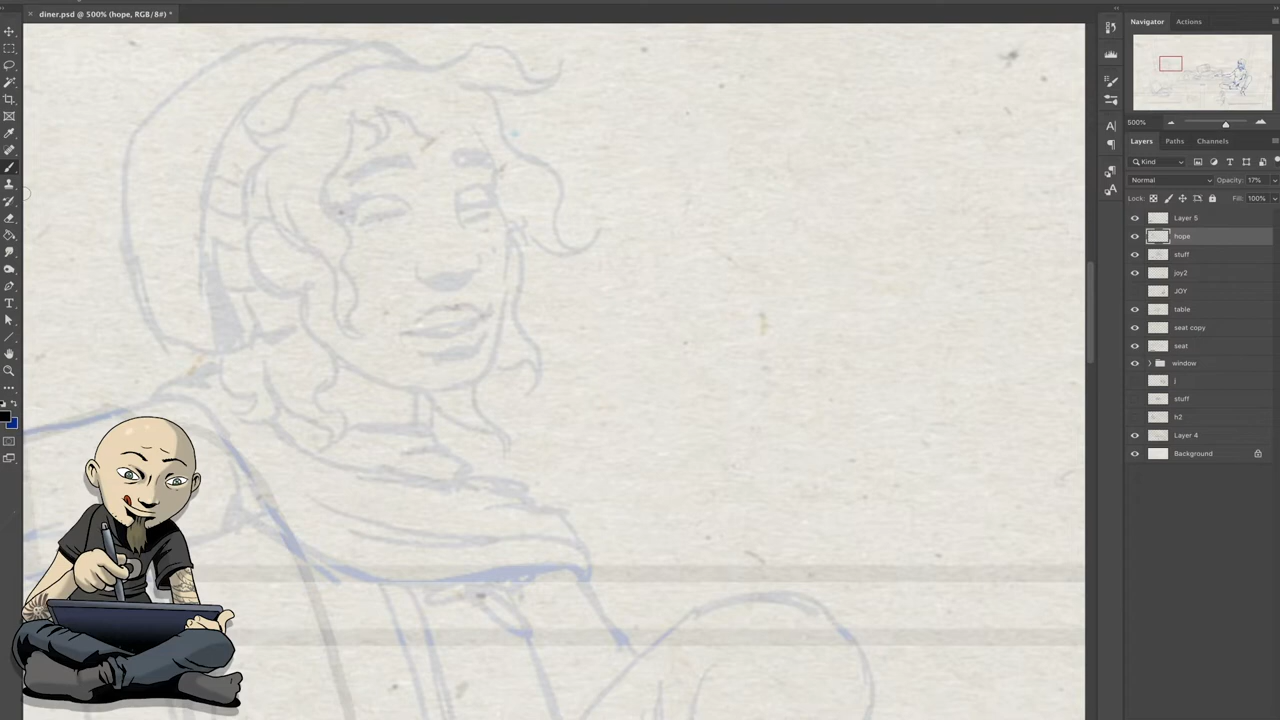 diner.psd @ 500% (hope, RGB/8#) *
Navigator Actions
500%
Layers Paths Channels
Kind
Normal Opacity: 17%
Lock: Fill: 100%
Layer 5
hope
stuff
joy2
JOY
table
seat copy
seat
window
j
stuff
h2
Layer 4
Background